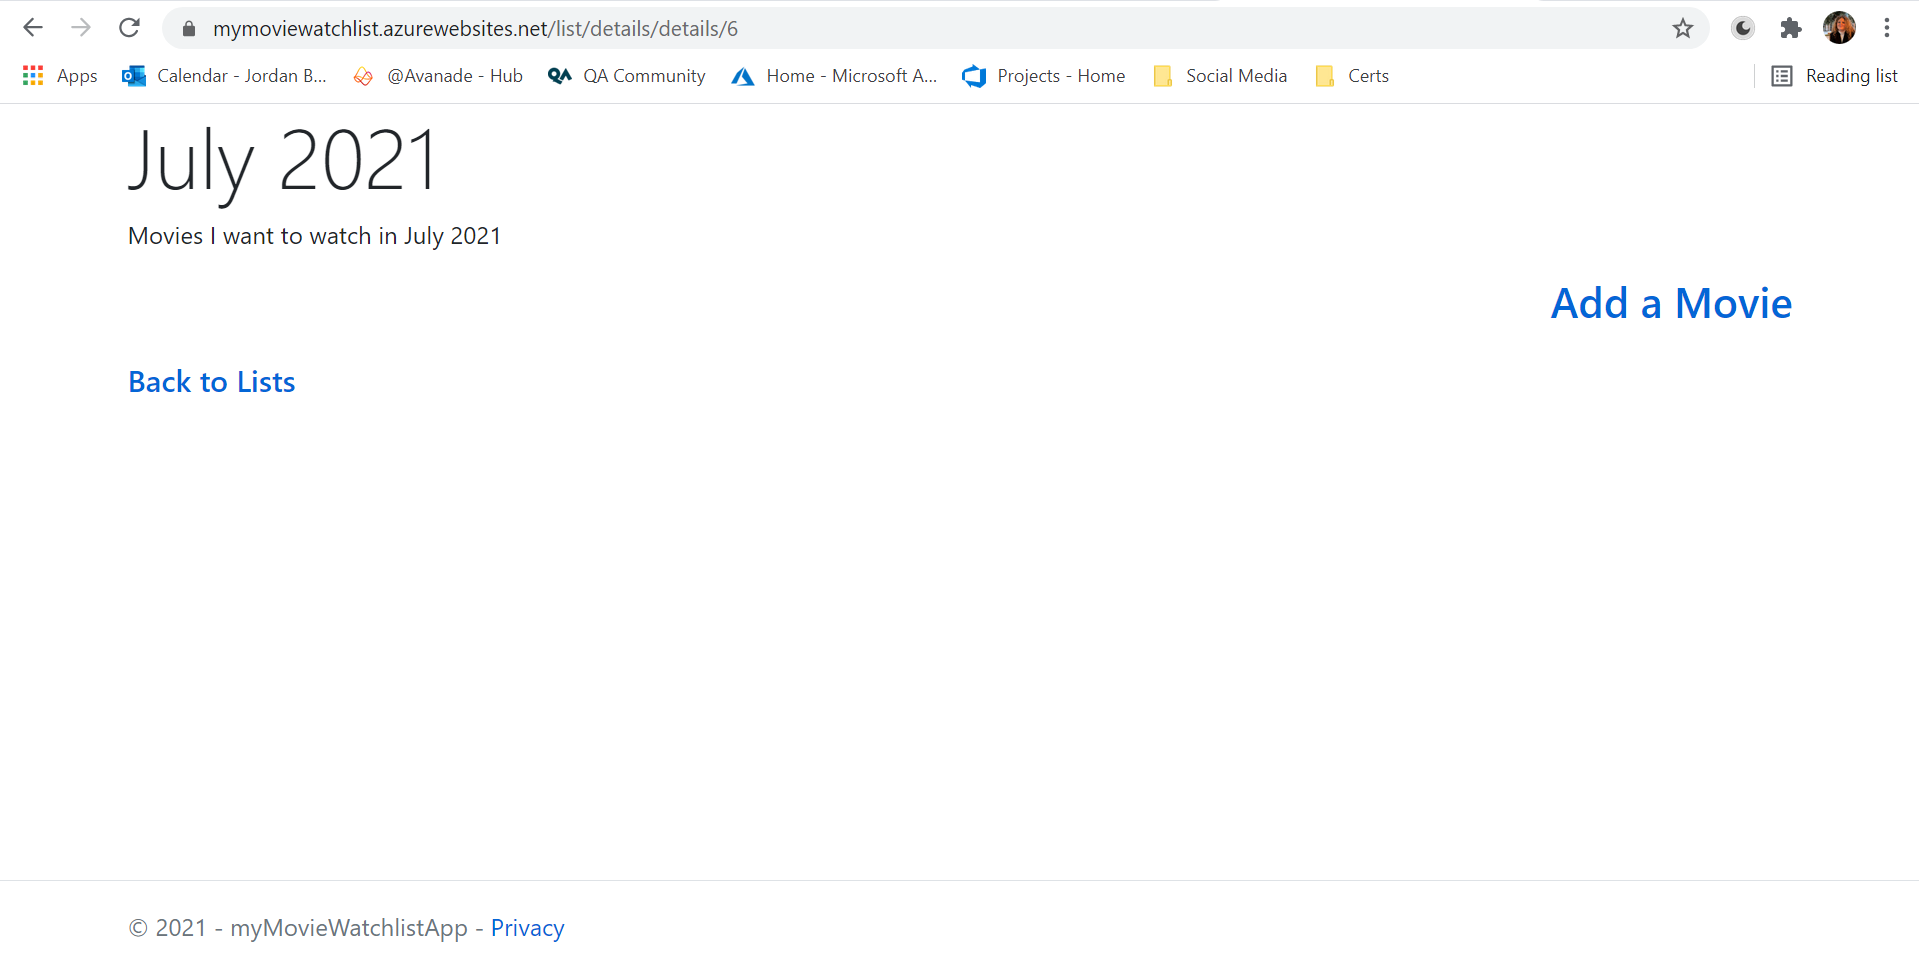 mymoviewatchlist.azurewebsites.net/list/details/details/6
Apps Calendar - Jordan B... @Avanade - Hub QA QA Community Home - Microsoft A... Projects - Home Social Media Certs Reading list
July 2021
Movies I want to watch in July 2021
Add a Movie
Back to Lists
© 2021 - myMovieWatchlistApp - Privacy